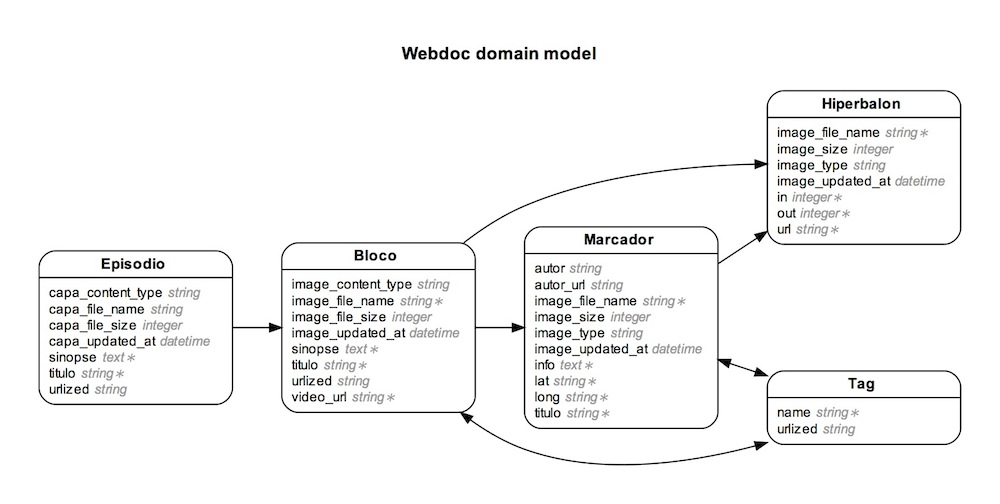 Webdoc domain model
Episodio
capa_content_type string
capa_file_name string
capa_file_size integer
capa_updated_at datetime
sinopse text ∗
titulo string ∗
urlized string
Bloco
image_content_type string
image_file_name string ∗
image_file_size integer
image_updated_at datetime
sinopse text ∗
titulo string ∗
urlized string
video_url string ∗
Marcador
autor string
autor_url string
image_file_name string ∗
image_size integer
image_type string
image_updated_at datetime
info text ∗
lat string ∗
long string ∗
titulo string ∗
Hiperbalon
image_file_name string ∗
image_size integer
image_type string
image_updated_at datetime
in integer ∗
out integer ∗
url string ∗
Tag
name string ∗
urlized string